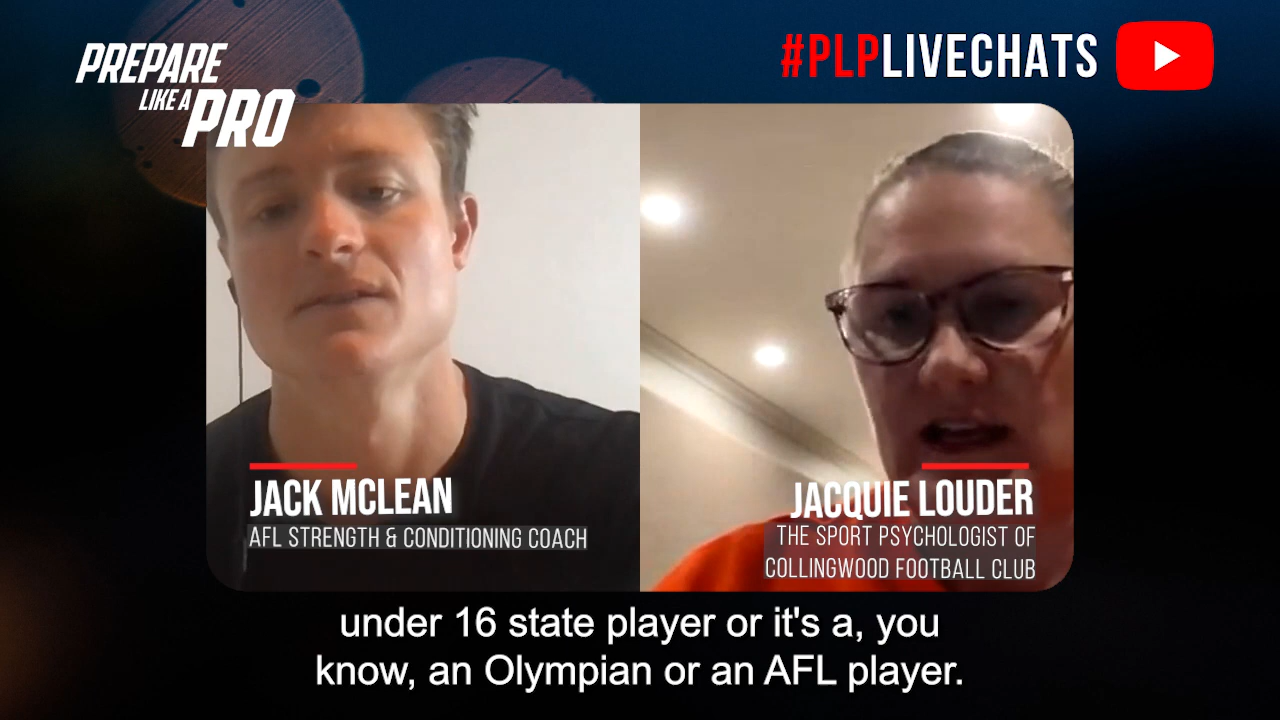 PREPARE
LIKE A
PRO
#PLPLIVECHATS
JACK MCLEAN
AFL STRENGTH & CONDITIONING COACH
JACQUIE LOUDER
THE SPORT PSYCHOLOGIST OF
COLLINGWOOD FOOTBALL CLUB
under 16 state player or it's a, you
know, an Olympian or an AFL player.